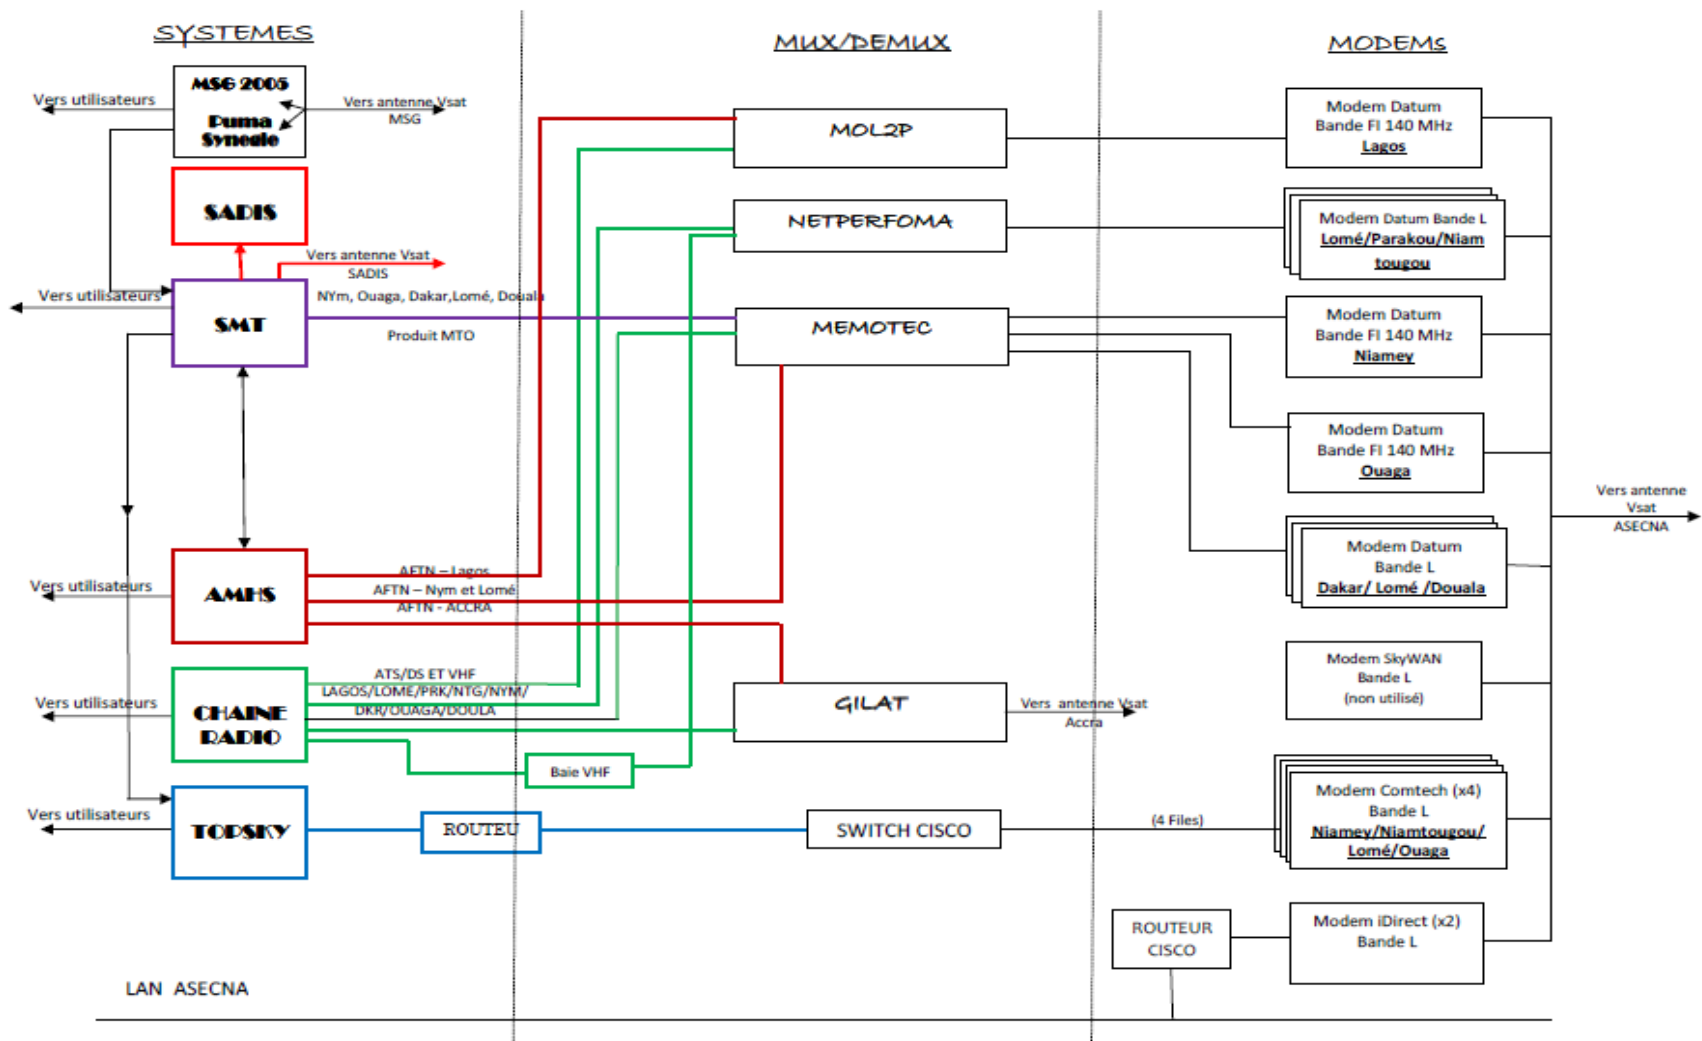 SYSTEMES
MUX/DEMUX
MODEMs
MSG 2005
Puma
Synegie
Vers utilisateurs
Vers antenne Vsat
MSG
SADIS
Vers antenne Vsat
SADIS
Vers utilisateurs
SMT
NYm, Ouaga, Dakar,Lomé, Douala
Produit MTO
AMHS
Vers utilisateurs
AFTN – Lagos
AFTN – Nym et Lomé
AFTN - ACCRA
CHAINE
RADIO
Vers utilisateurs
ATS/DS ET VHF
LAGOS/LOME/PRK/NTG/NYM/
DKR/OUAGA/DOULA
Baie VHF
TOPSKY
Vers utilisateurs
ROUTEU
MOL2P
NETPERFOMA
MEMOTEC
GILAT
Vers antenne Vsat
Accra
SWITCH CISCO
(4 Files)
Modem Datum
Bande FI 140 MHz
Lagos
Modem Datum Bande L
Lomé/Parakou/Niam
tougou
Modem Datum
Bande FI 140 MHz
Niamey
Modem Datum
Bande FI 140 MHz
Ouaga
Modem Datum
Bande L
Dakar/ Lomé /Douala
Modem SkyWAN
Bande L
(non utilisé)
Modem Comtech (x4)
Bande L
Niamey/Niamtougou/
Lomé/Ouaga
ROUTEUR
CISCO
Modem iDirect (x2)
Bande L
Vers antenne
Vsat
ASECNA
LAN ASECNA